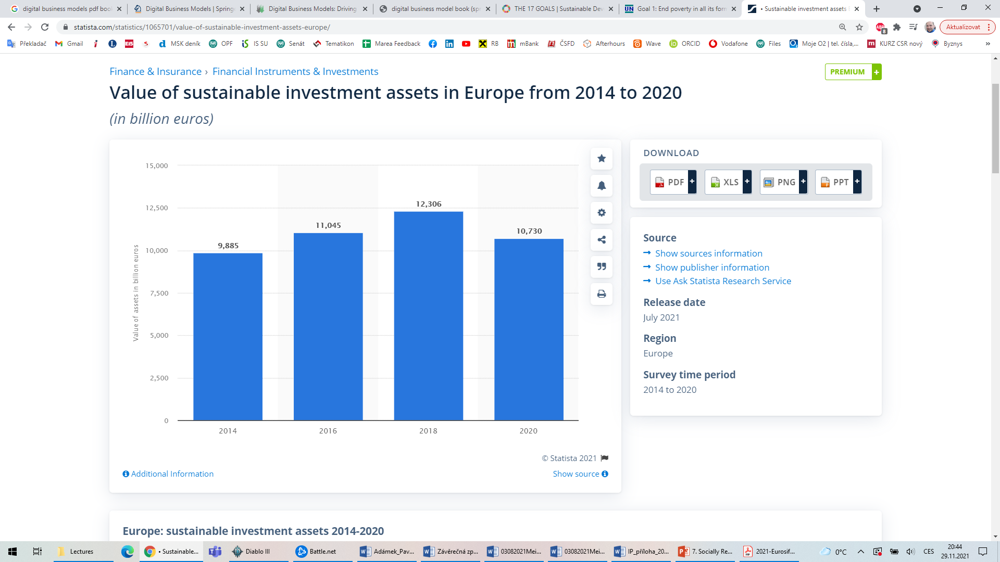 digital business models pdf boo
Digital Business Models | Spring
Digital Business Models: Driving
digital business model book (sp
THE 17 GOALS | Sustainable Dev
Goal 1: End poverty in all its forn
• Sustainable investment assets
statista.com/statistics/1065701/value-of-sustainable-investment-assets-europe/
ABP
8
Aktualizovat
Překladač
Gmail
EIS
MSK deník
OPF
IS SU
Senát
Tematikon
Marea Feedback
RB
mBank
ČSFD
Afterhours
Wave
ORCID
Vodafone
Files
Moje O2 | tel. čísla,...
KURZ CSR nový
Byznys
»
Finance & Insurance › Financial Instruments & Investments
PREMIUM +
Value of sustainable investment assets in Europe from 2014 to 2020
(in billion euros)
DOWNLOAD
PDF +
XLS +
PNG +
PPT +
Value of assets in billion euros
15,000
12,500
10,000
7,500
5,000
2,500
0
9,885
11,045
12,306
10,730
2014
2016
2018
2020
© Statista 2021
Additional Information
Show source
Source
Show sources information
Show publisher information
Use Ask Statista Research Service
Release date
July 2021
Region
Europe
Survey time period
2014 to 2020
Europe: sustainable investment assets 2014-2020
Lectures
• Sustainable...
Diablo III
Battle.net
Adámek_Pav...
Závěrečná zp...
03082021Mei...
03082021Mei...
IP_příloha_20...
7. Socially Re...
2021-Eurosif...
0°C
CES
20:44
29.11.2021